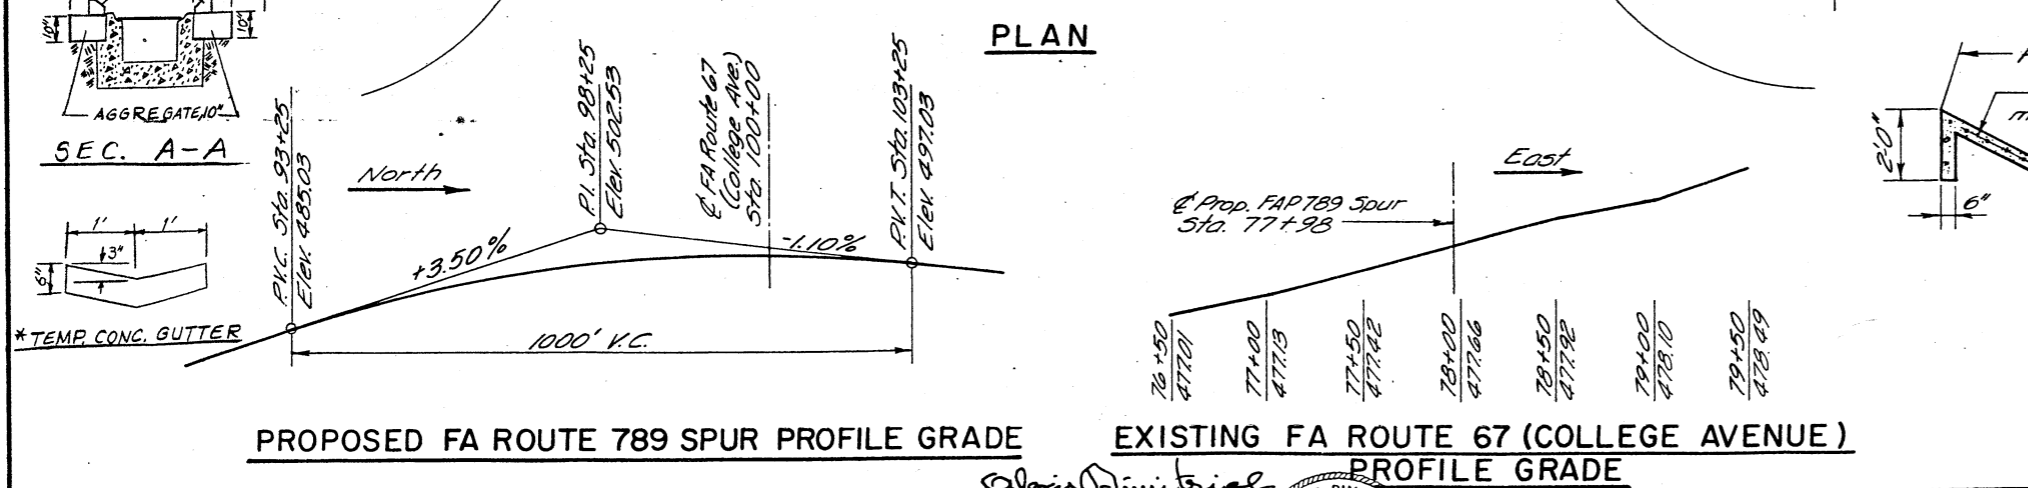 PLAN
10"
10"
AGGREGATE, 10"
SEC. A-A
1'
1'
3"
6"
*TEMP. CONC. GUTTER
P.V.C. Sta. 93+25
Elev. 485.03
North
+3.50%
P.I. Sta. 98+25
Elev. 502.53
℄ FA Route 67
(College Ave.)
Sta. 100+00
-1.10%
P.V.T. Sta. 103+25
Elev. 497.03
1000' V.C.
PROPOSED FA ROUTE 789 SPUR PROFILE GRADE
East
℄ Prop. FAP 789 Spur
Sta. 77+98
76+50
477.01
77+00
477.13
77+50
477.42
78+00
477.66
78+50
477.92
79+00
478.10
79+50
478.49
EXISTING FA ROUTE 67 (COLLEGE AVENUE)
PROFILE GRADE
2'-0"
6"